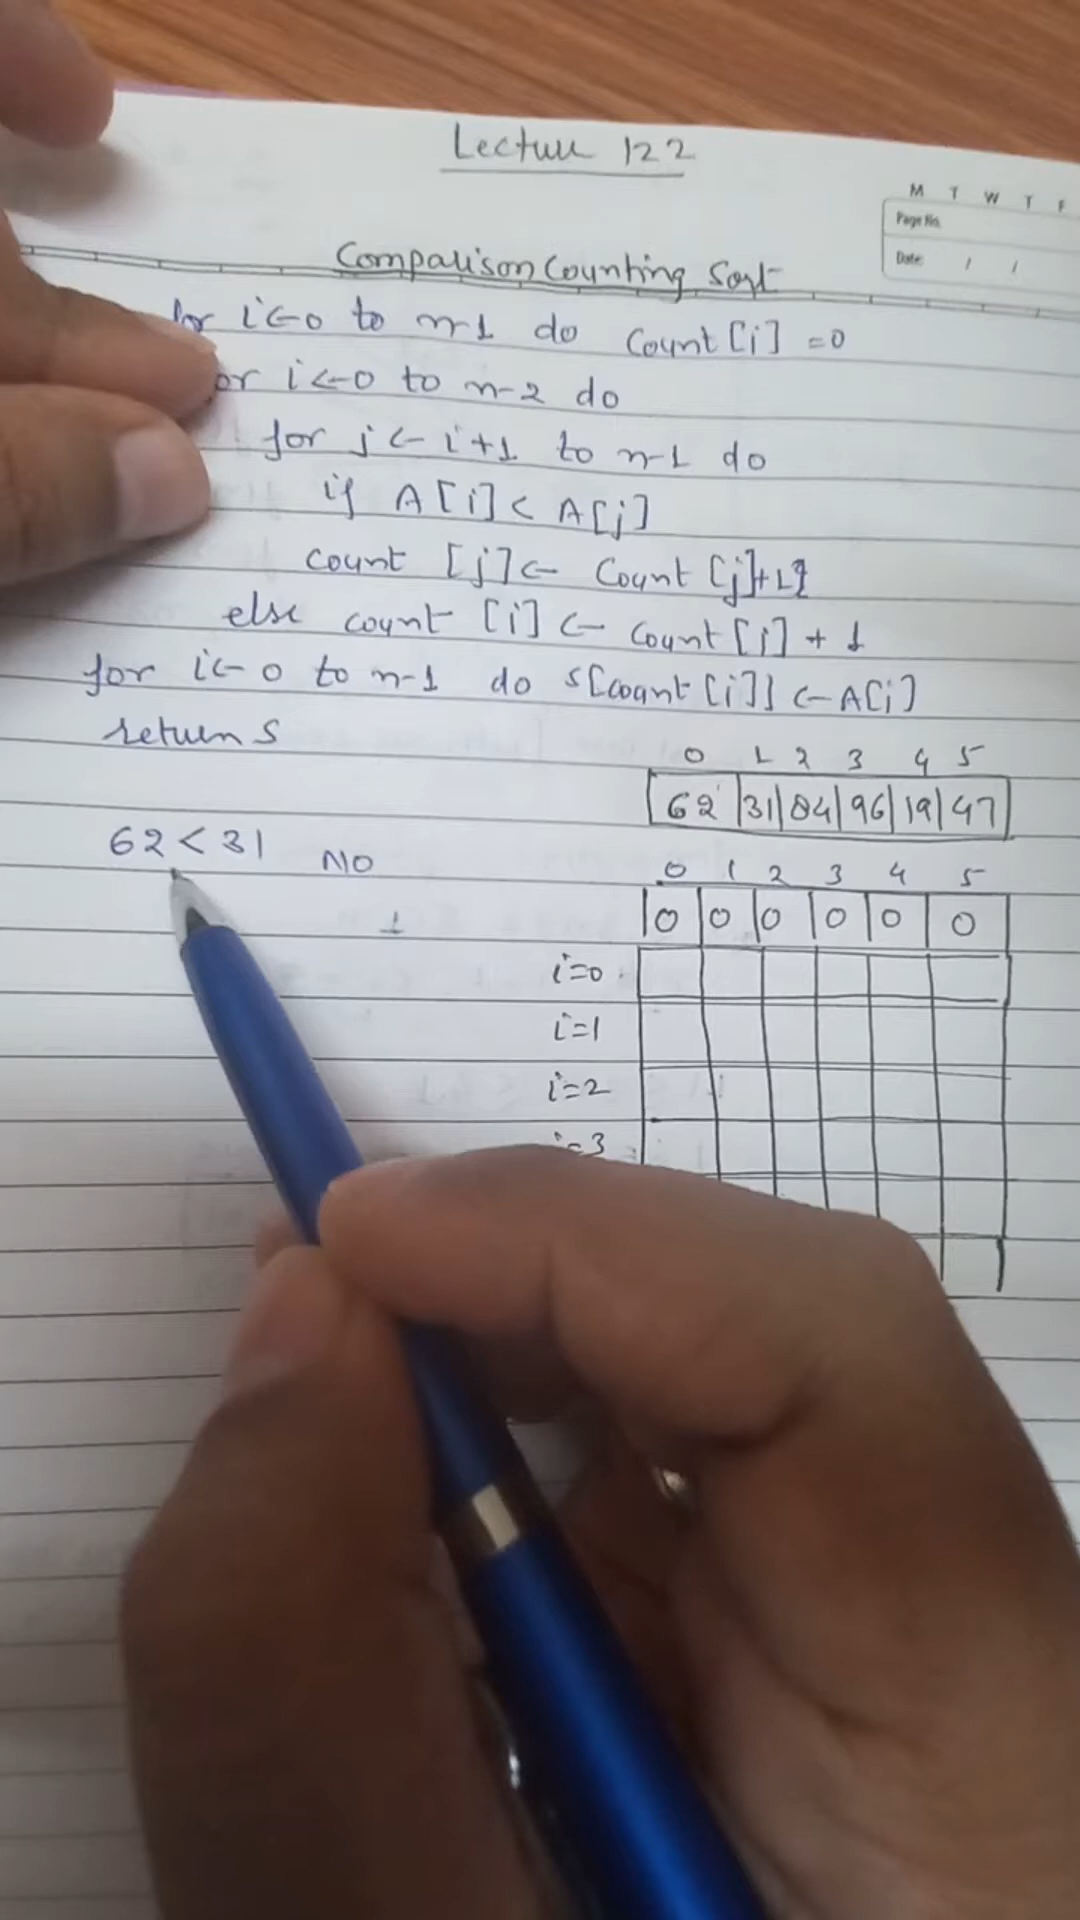 Lecture 122
M T W T F
Page No.
Date: / /
Comparison Counting Sort
for i←0 to n-1 do Count[i] =0
or i←0 to n-2 do
for j← i+1 to n-1 do
if A[i] < A[j]
count [j]← Count [j]+1
else count [i] ← Count[i] + 1
for i← 0 to n-1 do S[count[i]] ← A[i]
return S
0 1 2 3 4 5
62 31 84 96 19 47
62 < 31 NO
0 1 2 3 4 5
0 0 0 0 0 0
i=0
i=1
i=2
i=3